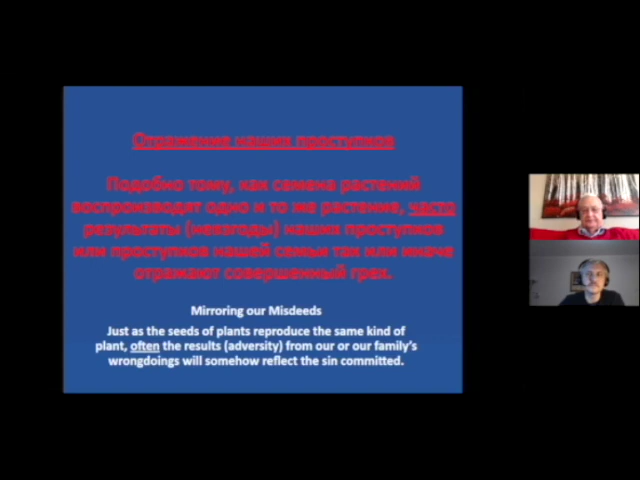 Отражение наших проступков
Подобно тому, как семена растений
воспроизводят одно и то же растение, часто
результаты (невзгоды) наших проступков
или проступков нашей семьи так или иначе
отражают совершенный грех.
Mirroring our Misdeeds
Just as the seeds of plants reproduce the same kind of
plant, often the results (adversity) from our or our family's
wrongdoings will somehow reflect the sin committed.